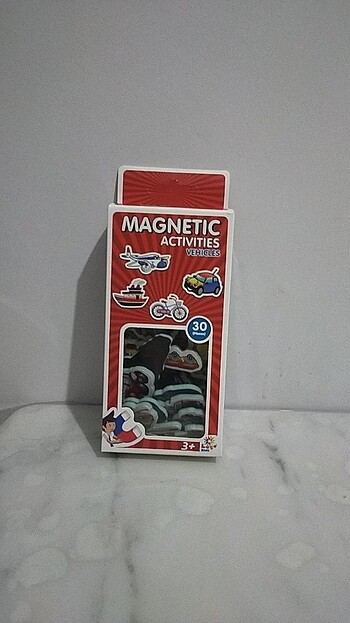 MAGNETIC
ACTIVITIES
VEHICLES
30
3+